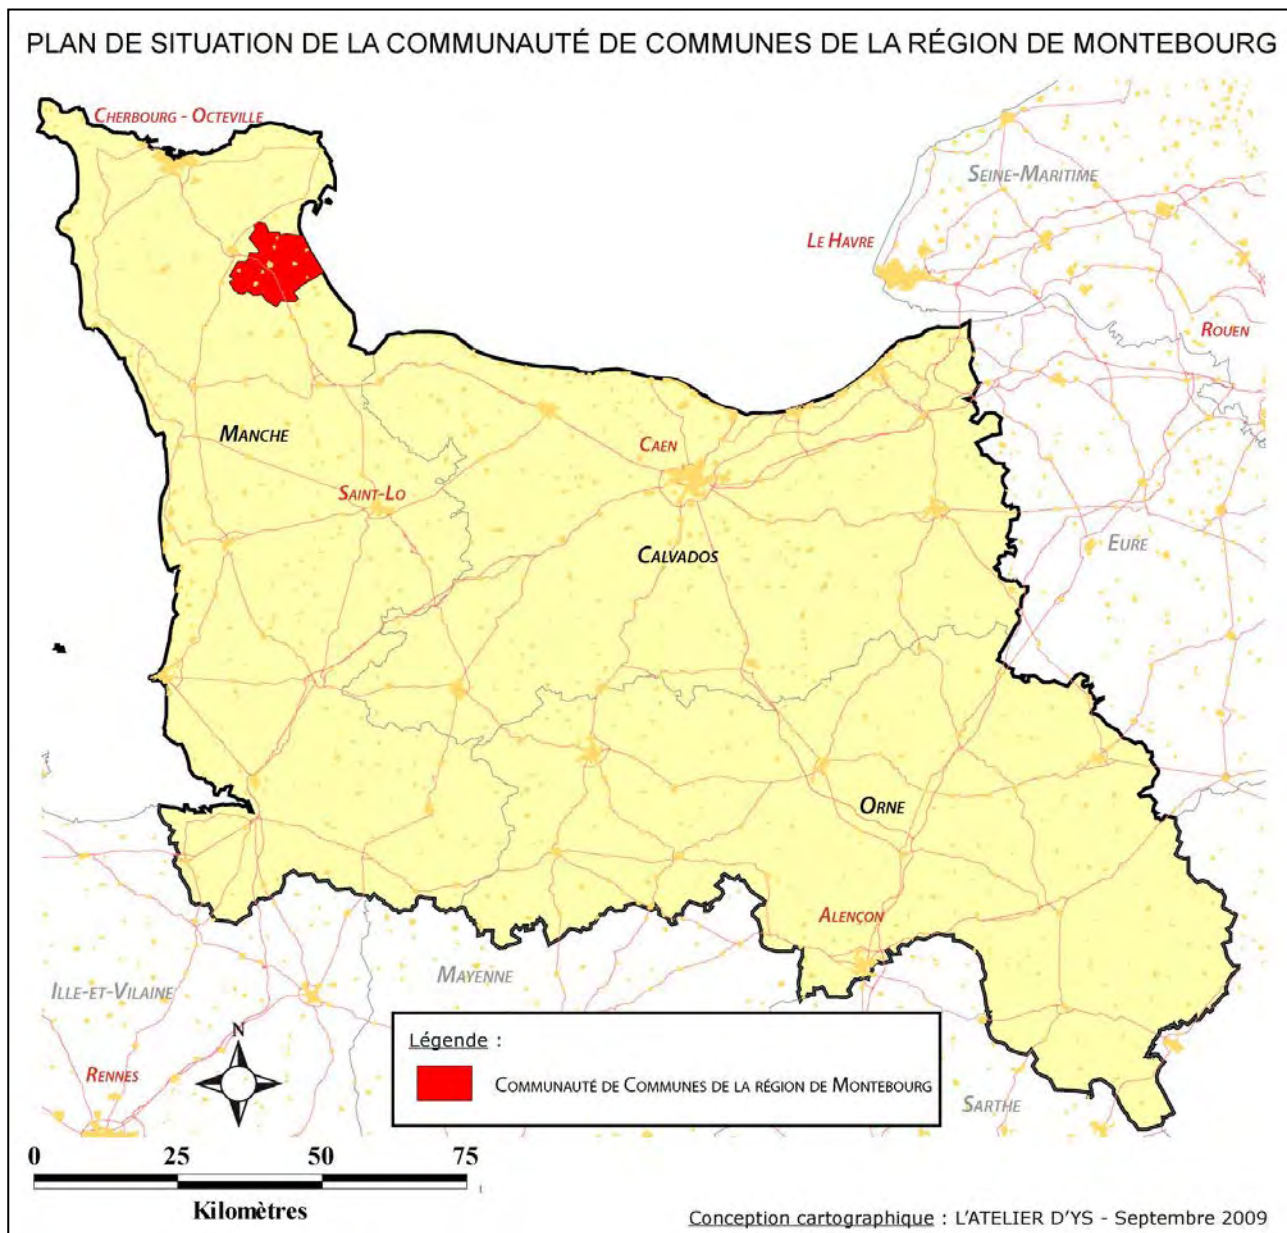 PLAN DE SITUATION DE LA COMMUNAUTÉ DE COMMUNES DE LA RÉGION DE MONTEBOURG
CHERBOURG - OCTEVILLE
SEINE-MARITIME
LE HAVRE
ROUEN
MANCHE
CAEN
SAINT-LO
EURE
CALVADOS
ORNE
ALENÇON
MAYENNE
ILLE-ET-VILAINE
N
Légende :
RENNES
COMMUNAUTÉ DE COMMUNES DE LA RÉGION DE MONTEBOURG
SARTHE
0 25 50 75
Kilomètres
Conception cartographique : L'ATELIER D'YS - Septembre 2009